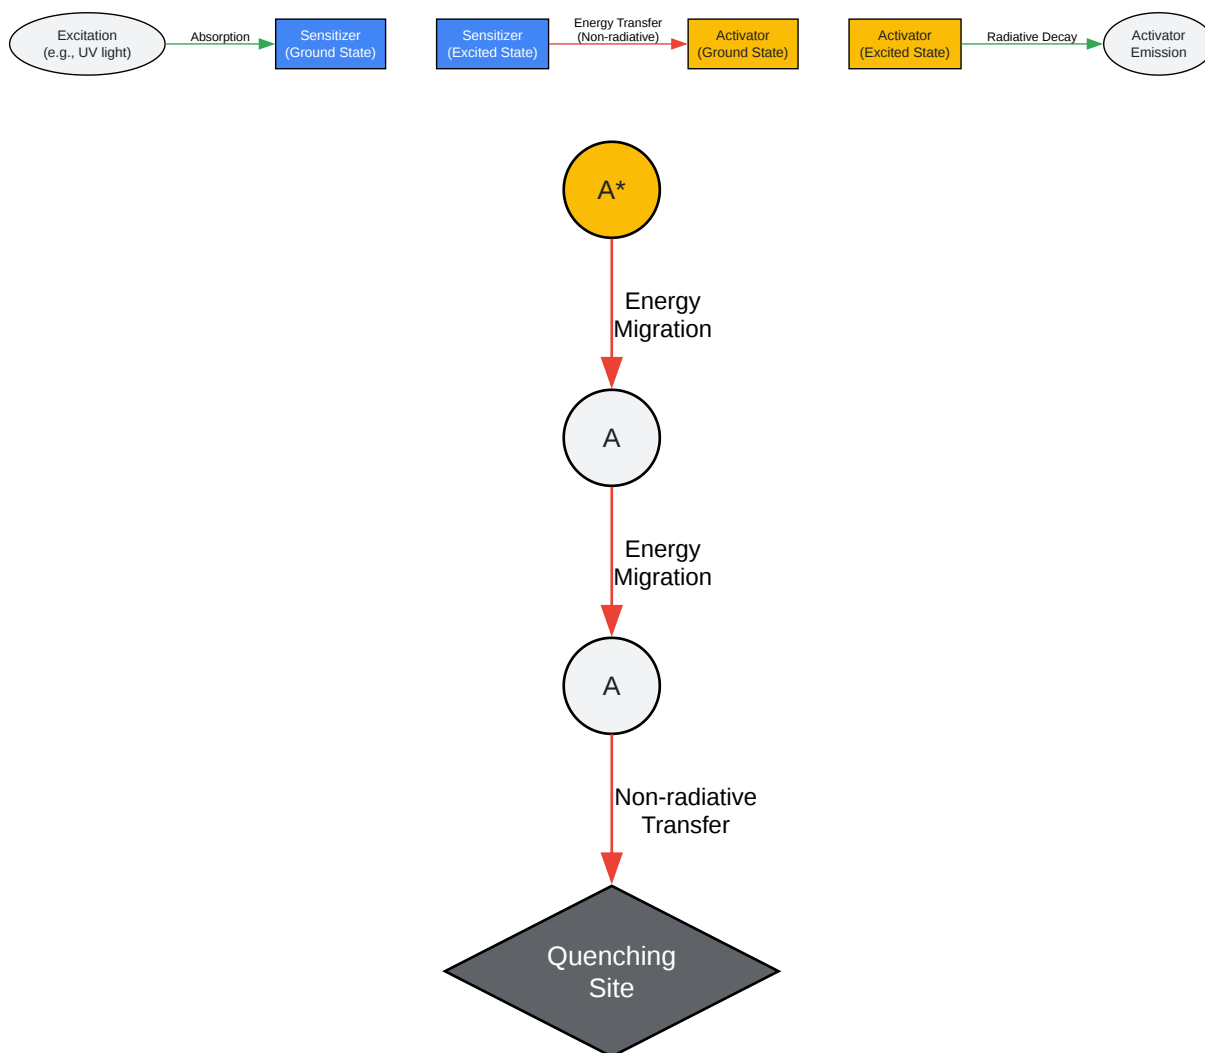 Excitation
(e.g., UV light)
Absorption
Sensitizer
(Ground State)
Sensitizer
(Excited State)
Energy Transfer
(Non-radiative)
Activator
(Ground State)
Activator
(Excited State)
Radiative Decay
Activator
Emission
A*
Energy
Migration
A
Energy
Migration
A
Non-radiative
Transfer
Quenching
Site